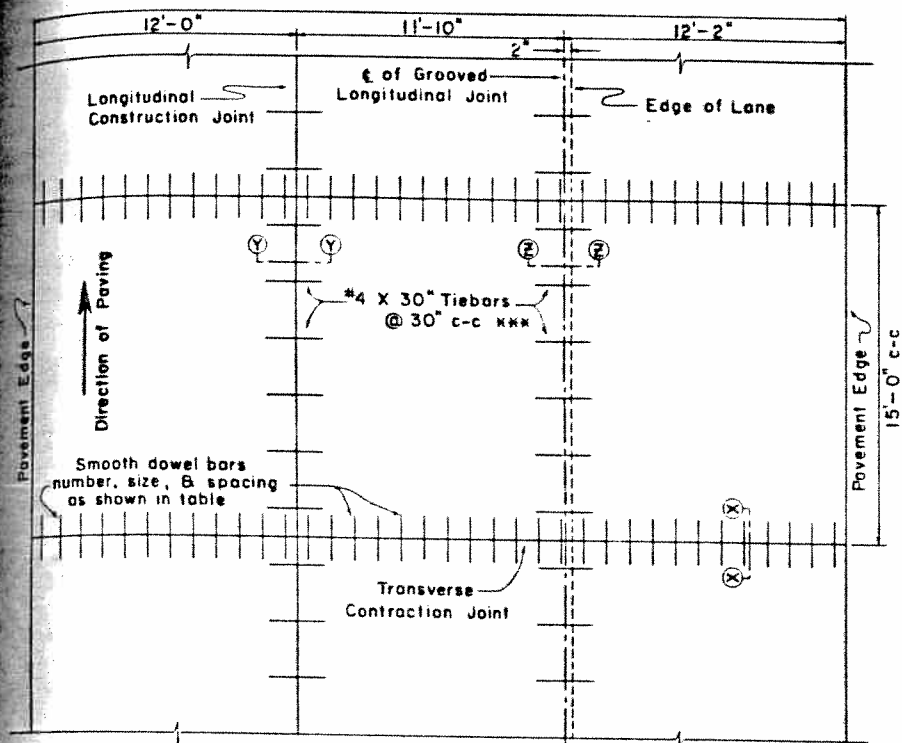 12'-0"
11'-10"
12'-2"
2"
Longitudinal
Construction Joint
℄ of Grooved
Longitudinal Joint
Edge of Lane
Y
Y
Z
Z
Direction of Paving
Pavement Edge
#4 X 30" Tiebars
@ 30" c-c ***
Pavement Edge
15'-0" c-c
Smooth dowel bars
number, size, & spacing
as shown in table
X
X
Transverse
Contraction Joint